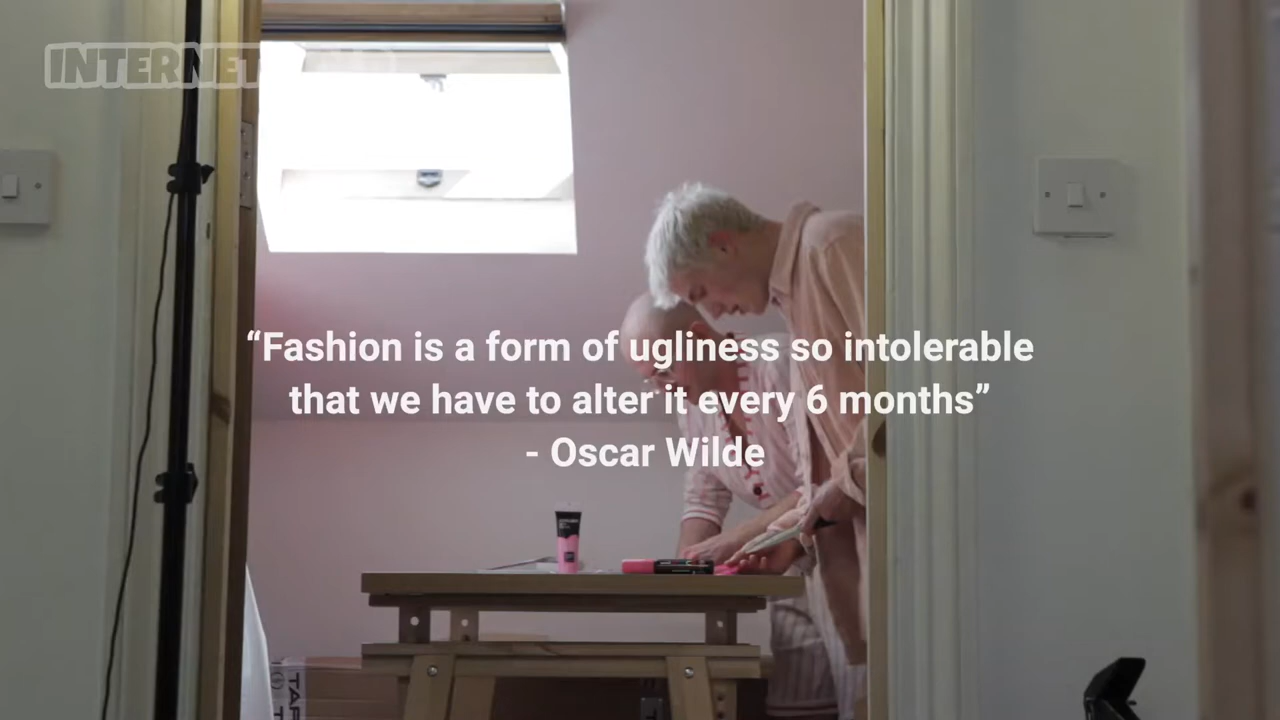 INTERNET
“Fashion is a form of ugliness so intolerable
that we have to alter it every 6 months”
- Oscar Wilde